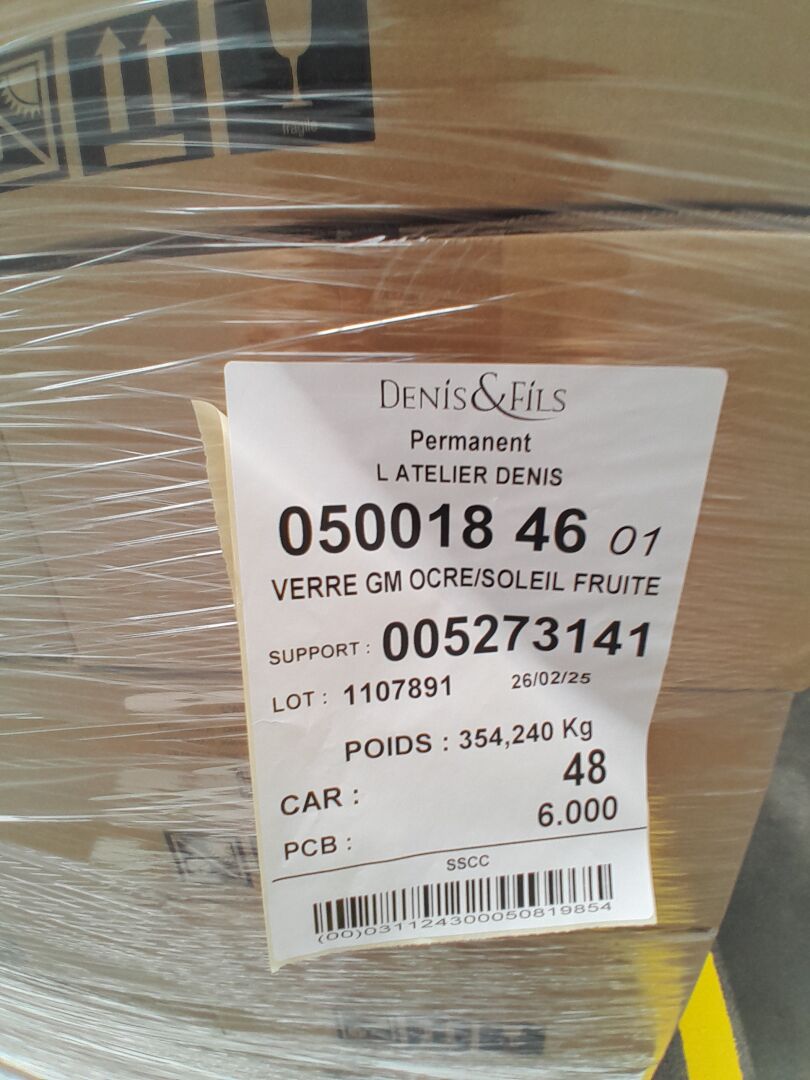 fragile
DENIS&FILS
Permanent
L ATELIER DENIS
050018 46 01
VERRE GM OCRE/SOLEIL FRUITE
SUPPORT : 005273141
LOT : 1107891 26/02/25
POIDS : 354,240 Kg
CAR : 48
PCB : 6.000
SSCC
(00)031124300050819854